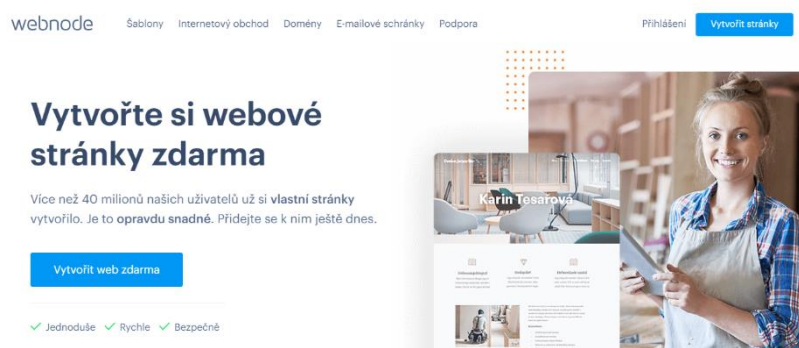 webnode
Šablony Internetový obchod Domény E-mailové schránky Podpora
Přihlášení Vytvořit stránky
Vytvořte si webové
stránky zdarma
Více než 40 milionů našich uživatelů už si vlastní stránky
vytvořilo. Je to opravdu snadné. Přidejte se k nim ještě dnes.
Vytvořit web zdarma
Jednoduše Rychle Bezpečně
Karin Tesařová